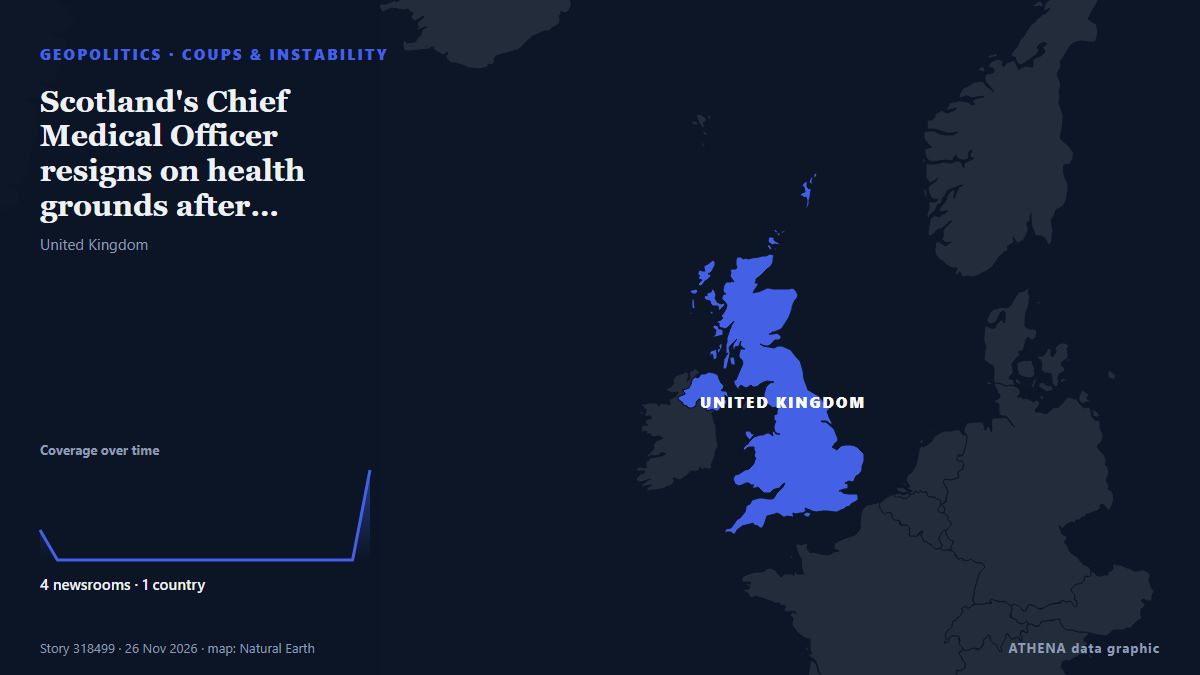 GEOPOLITICS · COUPS & INSTABILITY
Scotland's Chief
Medical Officer
resigns on health
grounds after...
United Kingdom
UNITED KINGDOM
Coverage over time
4 newsrooms · 1 country
Story 318499 · 26 Nov 2026 · map: Natural Earth
ATHENA data graphic